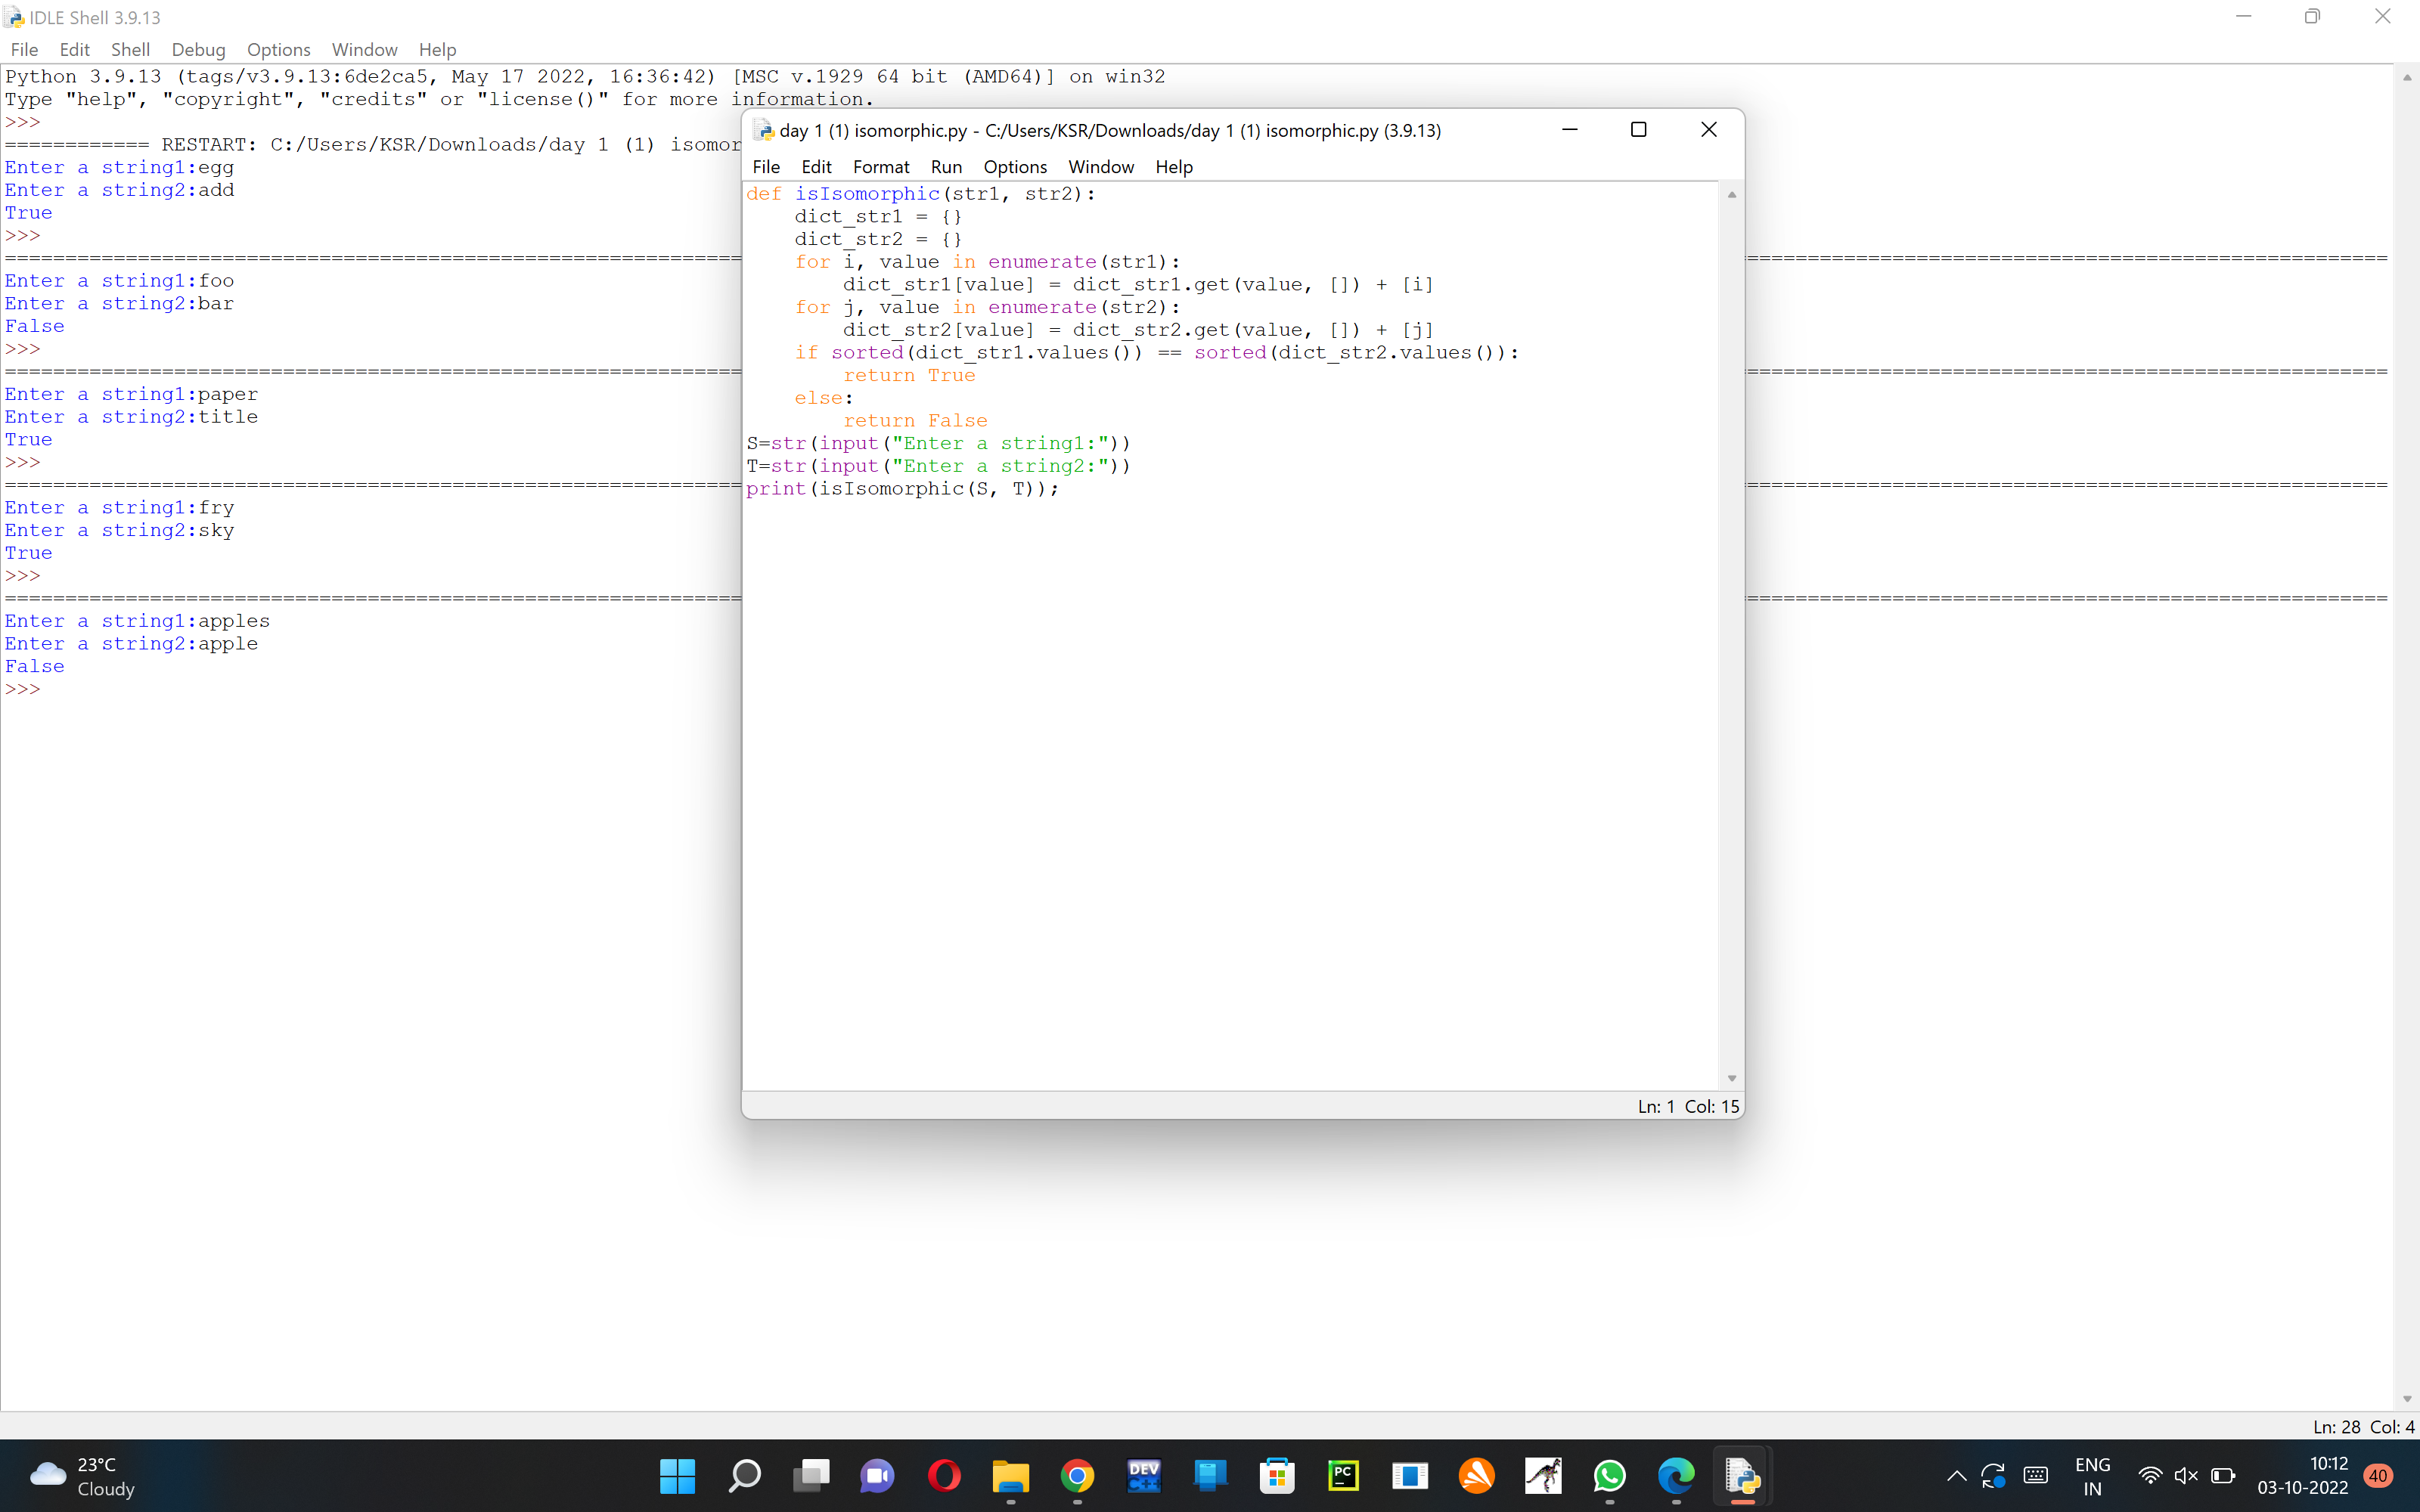 IDLE Shell 3.9.13
File Edit Shell Debug Options Window Help
Python 3.9.13 (tags/v3.9.13:6de2ca5, May 17 2022, 16:36:42) [MSC v.1929 64 bit (AMD64)] on win32
Type "help", "copyright", "credits" or "license()" for more information.
>>>
============ RESTART: C:/Users/KSR/Downloads/day 1 (1) isomor
Enter a string1:egg
Enter a string2:add
True
>>>
Enter a string1:foo
Enter a string2:bar
False
>>>
Enter a string1:paper
Enter a string2:title
True
>>>
Enter a string1:fry
Enter a string2:sky
True
>>>
Enter a string1:apples
Enter a string2:apple
False
>>>
day 1 (1) isomorphic.py - C:/Users/KSR/Downloads/day 1 (1) isomorphic.py (3.9.13)
File Edit Format Run Options Window Help
def isIsomorphic(str1, str2):
    dict_str1 = {}
    dict_str2 = {}
    for i, value in enumerate(str1):
        dict_str1[value] = dict_str1.get(value, []) + [i]
    for j, value in enumerate(str2):
        dict_str2[value] = dict_str2.get(value, []) + [j]
    if sorted(dict_str1.values()) == sorted(dict_str2.values()):
        return True
    else:
        return False
S=str(input("Enter a string1:"))
T=str(input("Enter a string2:"))
print(isIsomorphic(S, T));
Ln: 1 Col: 15
Ln: 28 Col: 4
23°C
Cloudy
DEV
C++
PC
ENG
IN
10:12
03-10-2022
40